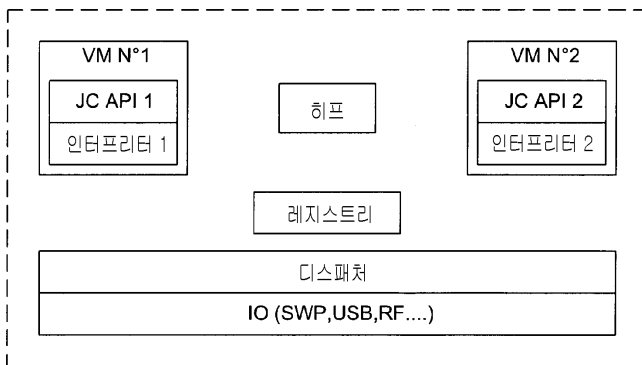 VM N°1
JC API 1
인터프리터 1
히프
VM N°2
JC API 2
인터프리터 2
레지스트리
디스패처
IO (SWP,USB,RF....)